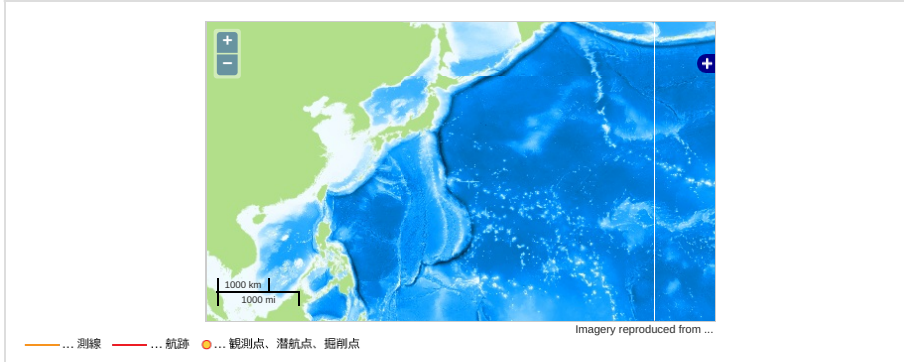 +
−
+
1000 km
1000 mi
Imagery reproduced from ...
... 測線 ... 航跡 ... 観測点、潜航点、掘削点